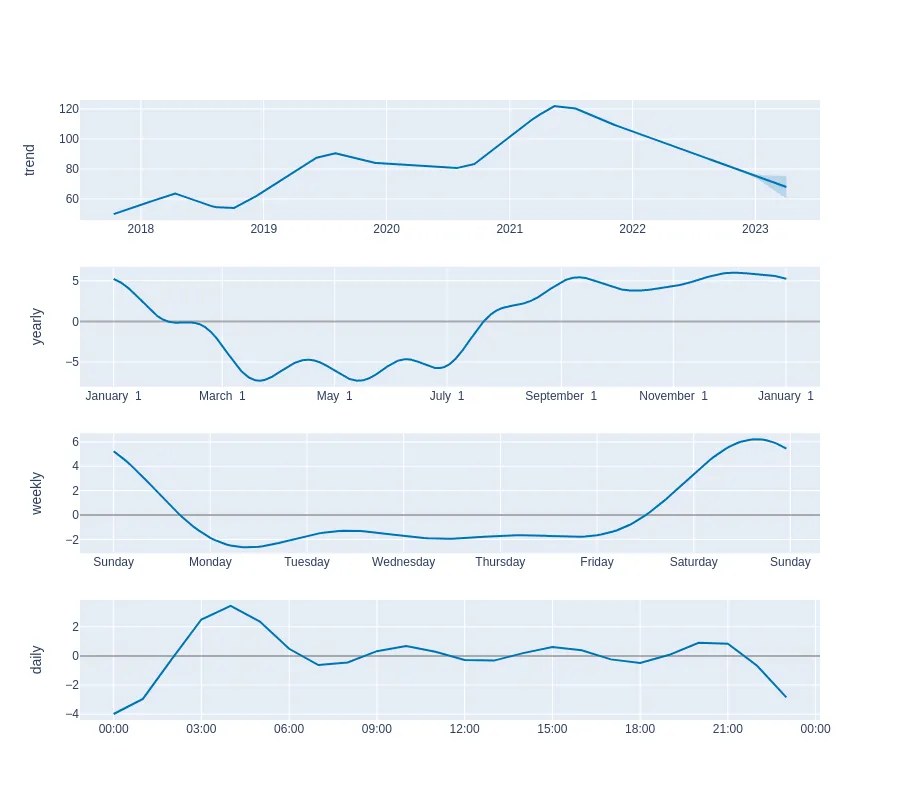 trend
120
100
80
60
2018 2019 2020 2021 2022 2023
yearly
5
0
−5
January 1 March 1 May 1 July 1 September 1 November 1 January 1
weekly
6
4
2
0
−2
Sunday Monday Tuesday Wednesday Thursday Friday Saturday Sunday
daily
2
0
−2
−4
00:00 03:00 06:00 09:00 12:00 15:00 18:00 21:00 00:00